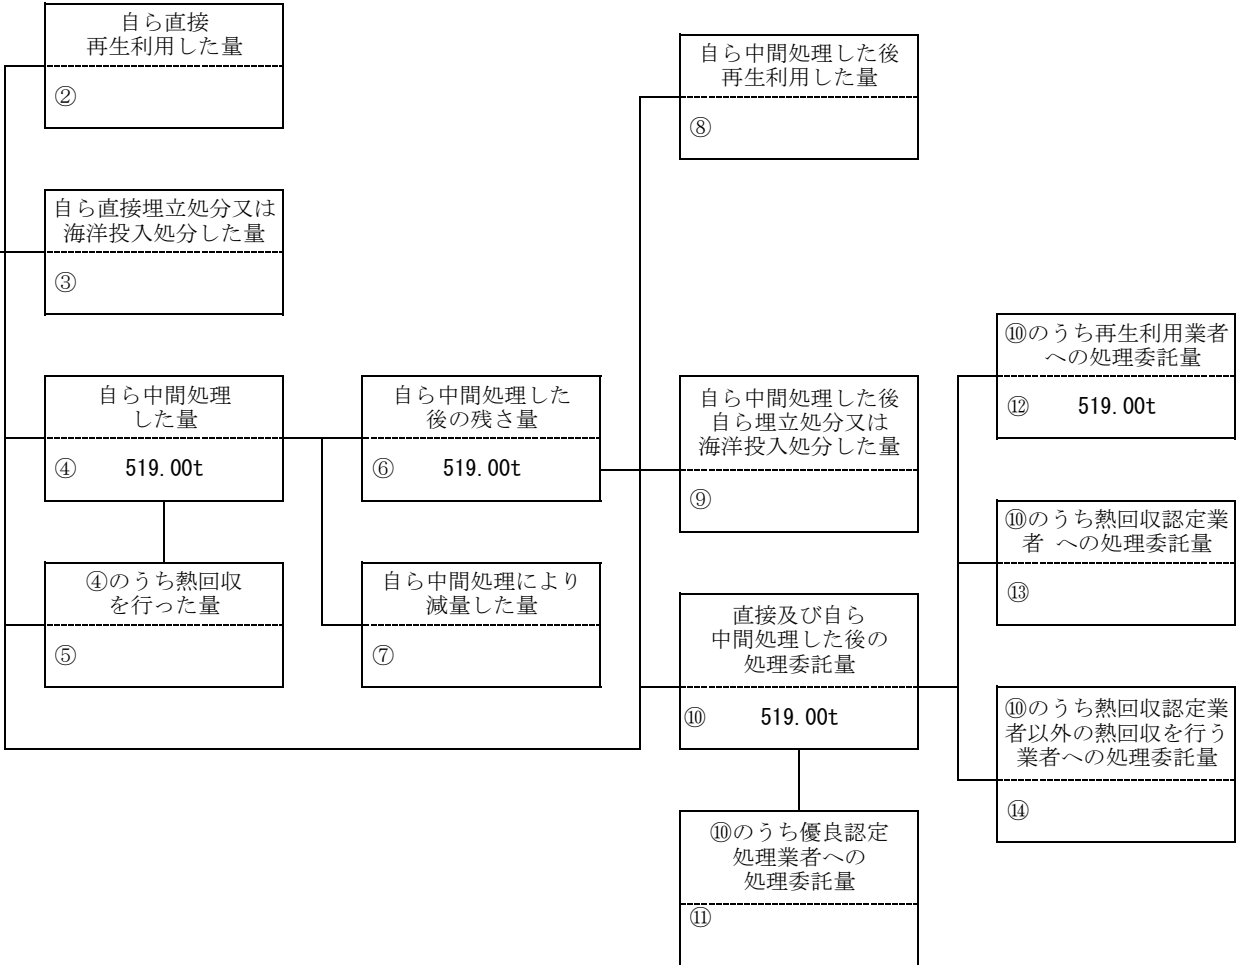 自ら直接
再生利用した量
②
自ら直接埋立処分又は
海洋投入処分した量
③
自ら中間処理
した量
④ 519.00t
④のうち熱回収
を行った量
⑤
自ら中間処理した
後の残さ量
⑥ 519.00t
自ら中間処理により
減量した量
⑦
自ら中間処理した後
再生利用した量
⑧
自ら中間処理した後
自ら埋立処分又は
海洋投入処分した量
⑨
直接及び自ら
中間処理した後の
処理委託量
⑩ 519.00t
⑩のうち優良認定
処理業者への
処理委託量
⑪
⑩のうち再生利用業者
への処理委託量
⑫ 519.00t
⑩のうち熱回収認定業
者 への処理委託量
⑬
⑩のうち熱回収認定業
者以外の熱回収を行う
業者への処理委託量
⑭